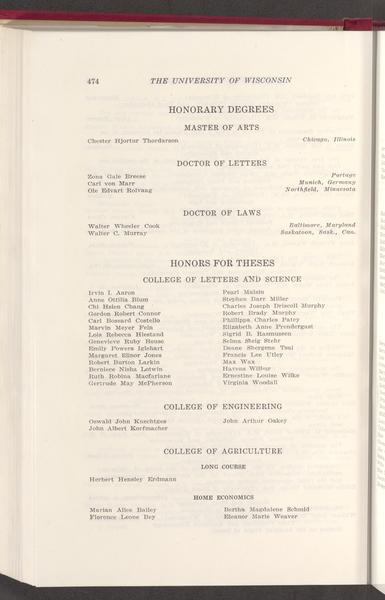 474 THE UNIVERSITY OF WISCONSIN
HONORARY DEGREES
MASTER OF ARTS
Chester Hjortur Thordarson Chicago, Illinois
DOCTOR OF LETTERS
Zona Gale Breese Portage
Carl von Marr Munich, Germany
Ole Edvart Rolvaag Northfield, Minnesota
DOCTOR OF LAWS
Walter Wheeler Cook Baltimore, Maryland
Walter C. Murray Saskatoon, Sask., Can.
HONORS FOR THESES
COLLEGE OF LETTERS AND SCIENCE
Irvin I. Aaron Pearl Malsin
Anna Ottilia Blum Stephen Darr Miller
Chi Hsien Chang Charles Joseph Driscoll Murphy
Gordon Robert Connor Robert Brady Murphy
Carl Bossard Costello Phillippa Charles Patey
Marvin Meyer Fein Elizabeth Anne Prendergast
Lois Rebecca Hiestand Sigrid B. Rasmussen
Genevieve Ruby House Selma Sheig Stehr
Emily Powers Iglehart Deane Shergene Tsui
Margaret Elinor Jones Francis Lee Utley
Robert Burton Larkin Max Wax
Berniece Nisha Lotwin Havens Wilbur
Ruth Robina Macfarlane Ernestine Louise Wilke
Gertrude May McPherson Virginia Woodall
COLLEGE OF ENGINEERING
Oswald John Knechtges John Arthur Oakey
John Albert Korfmacher
COLLEGE OF AGRICULTURE
LONG COURSE
Herbert Hensley Erdmann
HOME ECONOMICS
Marian Alice Bailey Bertha Magdalene Schmid
Florence Leone Dey Eleanor Marie Weaver